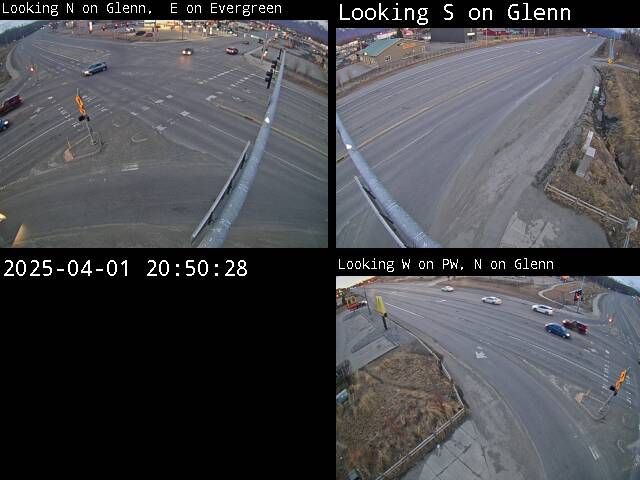 Looking N on Glenn,  E on Evergreen
Looking S on Glenn
2025-04-01 20:50:28
Looking W on PW, N on Glenn